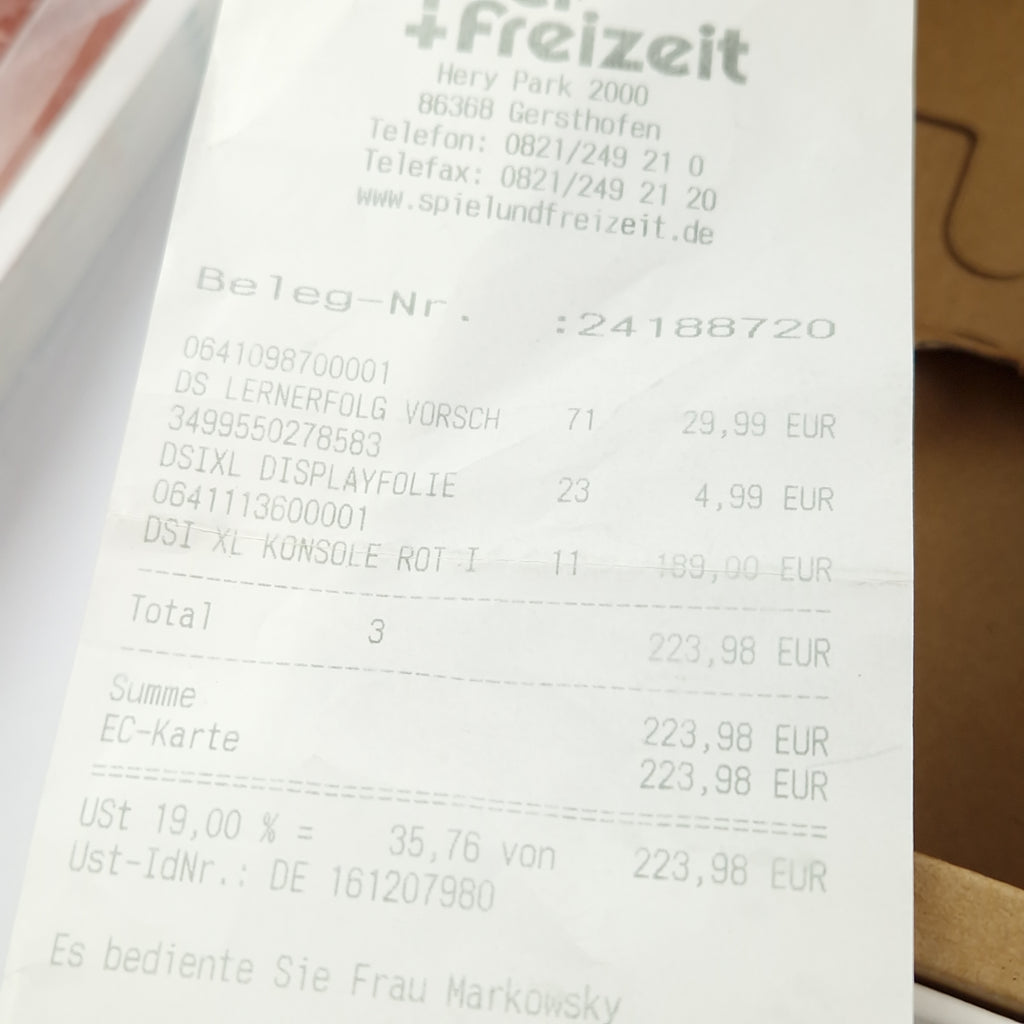 +Freizeit
Hery Park 2000
86368 Gersthofen
Telefon: 0821/249 21 0
Telefax: 0821/249 21 20
www.spielundfreizeit.de
Beleg-Nr. :24188720
0641098700001
DS LERNERFOLG VORSCH 71 29,99 EUR
3499550278583
DSIXL DISPLAYFOLIE 23 4,99 EUR
0641113600001
DSI XL KONSOLE ROT I 11 189,00 EUR
Total 3 223,98 EUR
Summe 223,98 EUR
EC-Karte 223,98 EUR
USt 19,00 % = 35,76 von 223,98 EUR
Ust-IdNr.: DE 161207980
Es bediente Sie Frau Markowsky